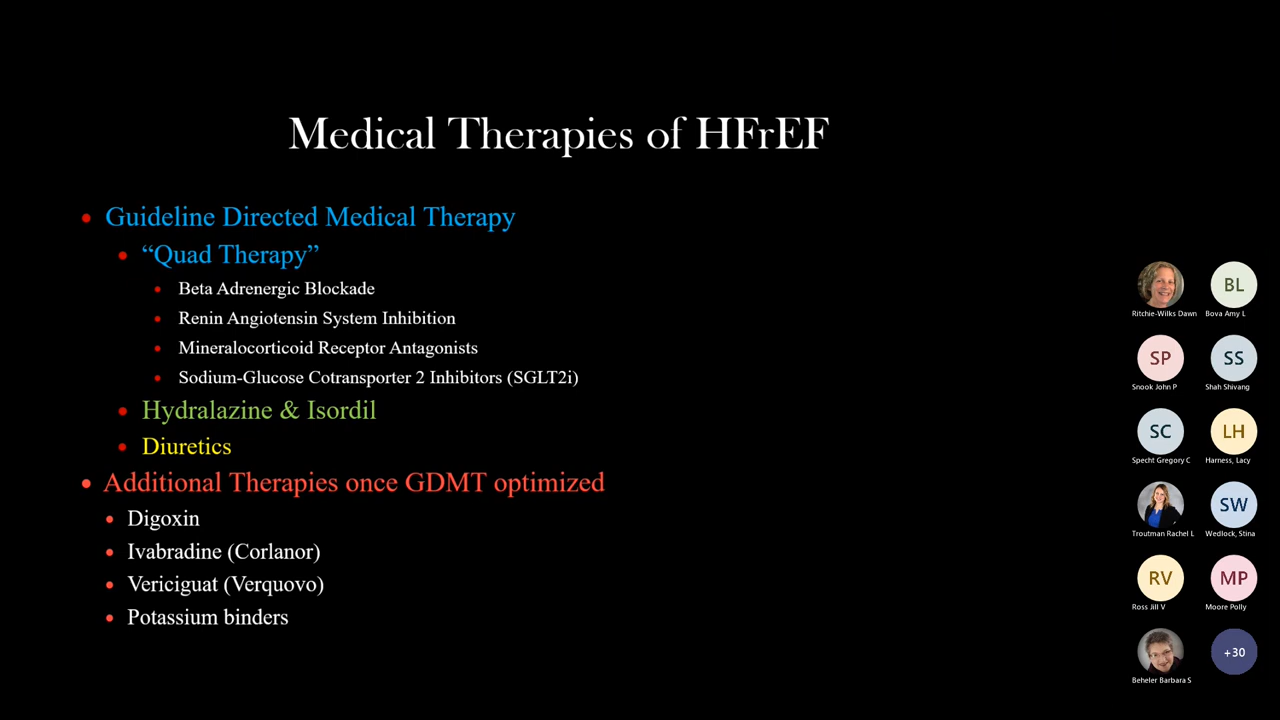 Medical Therapies of HFrEF
Guideline Directed Medical Therapy
“Quad Therapy”
Beta Adrenergic Blockade
Renin Angiotensin System Inhibition
Mineralocorticoid Receptor Antagonists
Sodium-Glucose Cotransporter 2 Inhibitors (SGLT2i)
Hydralazine & Isordil
Diuretics
Additional Therapies once GDMT optimized
Digoxin
Ivabradine (Corlanor)
Vericiguat (Verquovo)
Potassium binders
BL
Ritchie-Wilks Dawn Bova Amy L
SP SS
Snook John P Shah Shivang
SC LH
Specht Gregory C Harness, Lacy
SW
Troutman Rachel L Wedlock, Stina
RV MP
Ross Jill V Moore Polly
+30
Beheler Barbara S